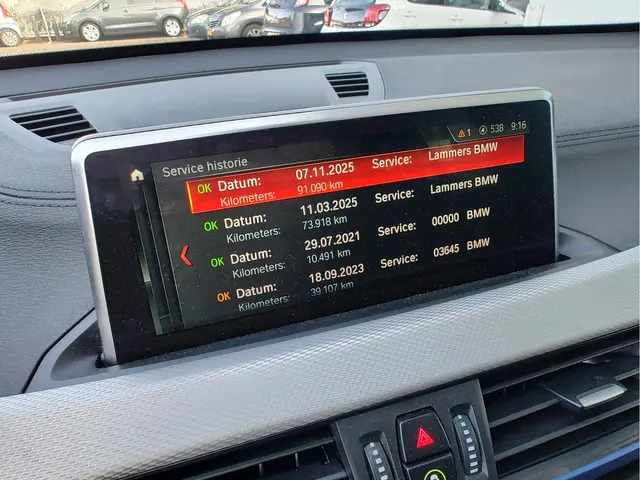 1 538 9:16
Service historie
OK Datum: 07.11.2025 Service: Lammers BMW
Kilometers: 91.090 km
OK Datum: 11.03.2025 Service: Lammers BMW
Kilometers: 73.918 km
OK Datum: 29.07.2021 Service: 00000 BMW
Kilometers: 10.491 km
OK Datum: 18.09.2023 Service: 03645 BMW
Kilometers: 39.107 km